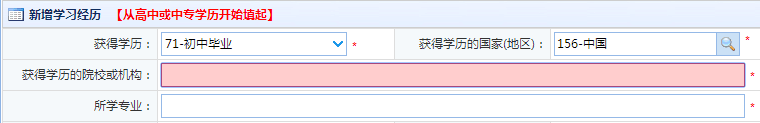 新增学习经历 【从高中或中专学历开始填起】
获得学历： 71-初中毕业 * 获得学历的国家(地区)： 156-中国 *
获得学历的院校或机构： *
所学专业： *